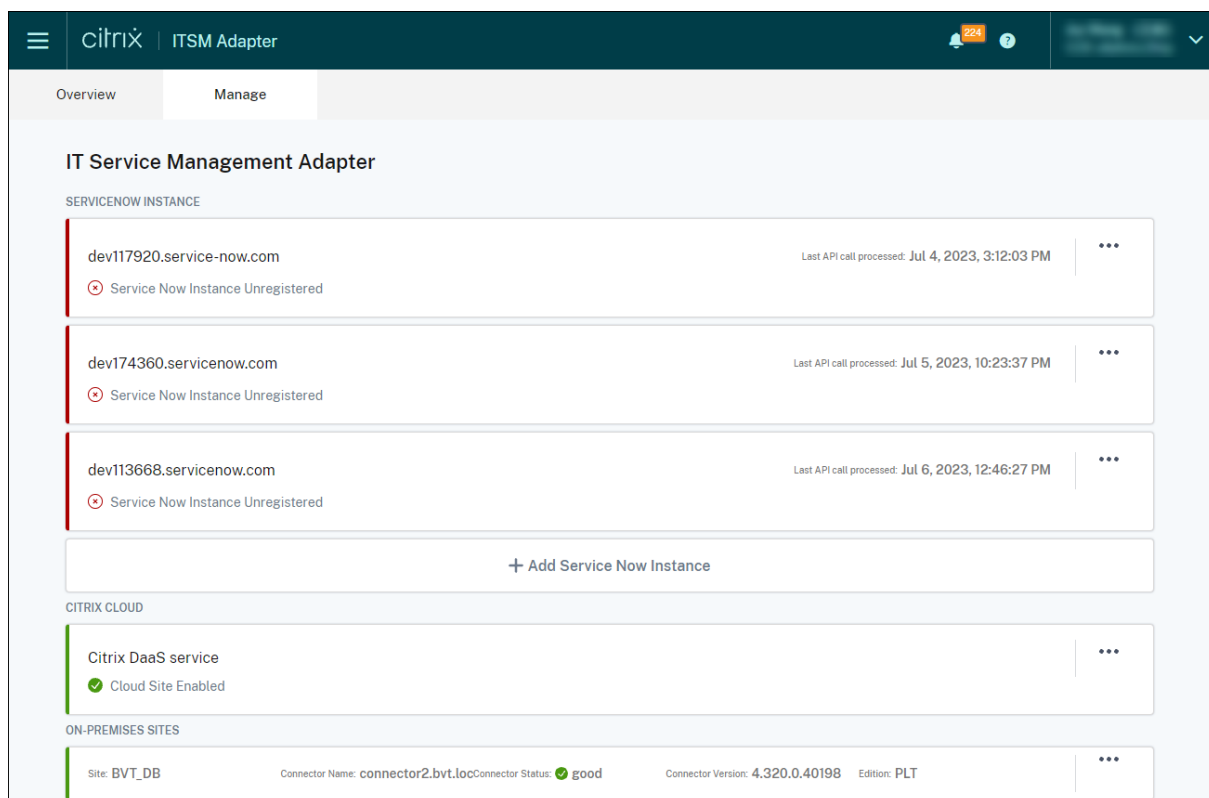 citrix | ITSM Adapter 224 ?
Overview Manage
IT Service Management Adapter
SERVICENOW INSTANCE
dev117920.service-now.com Last API call processed: Jul 4, 2023, 3:12:03 PM
Service Now Instance Unregistered
dev174360.servicenow.com Last API call processed: Jul 5, 2023, 10:23:37 PM
Service Now Instance Unregistered
dev113668.servicenow.com Last API call processed: Jul 6, 2023, 12:46:27 PM
Service Now Instance Unregistered
+ Add Service Now Instance
CITRIX CLOUD
Citrix DaaS service
Cloud Site Enabled
ON-PREMISES SITES
Site: BVT_DB Connector Name: connector2.bvt.loc Connector Status: good Connector Version: 4.320.0.40198 Edition: PLT